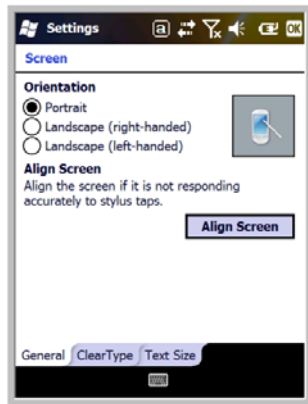 Settings a OK
Screen
Orientation
Portrait
Landscape (right-handed)
Landscape (left-handed)
Align Screen
Align the screen if it is not responding
accurately to stylus taps.
Align Screen
General ClearType Text Size